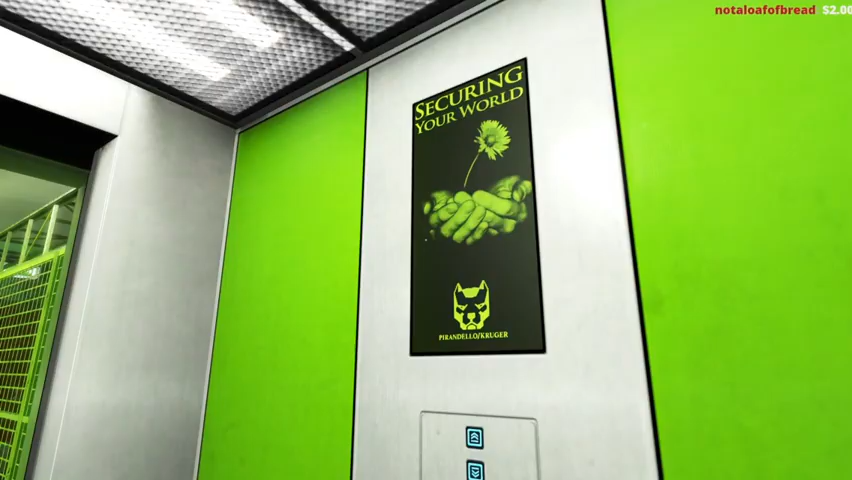 notaloafofbread $2.00
SECURING
YOUR WORLD
PIRANDELLO/KRUGER